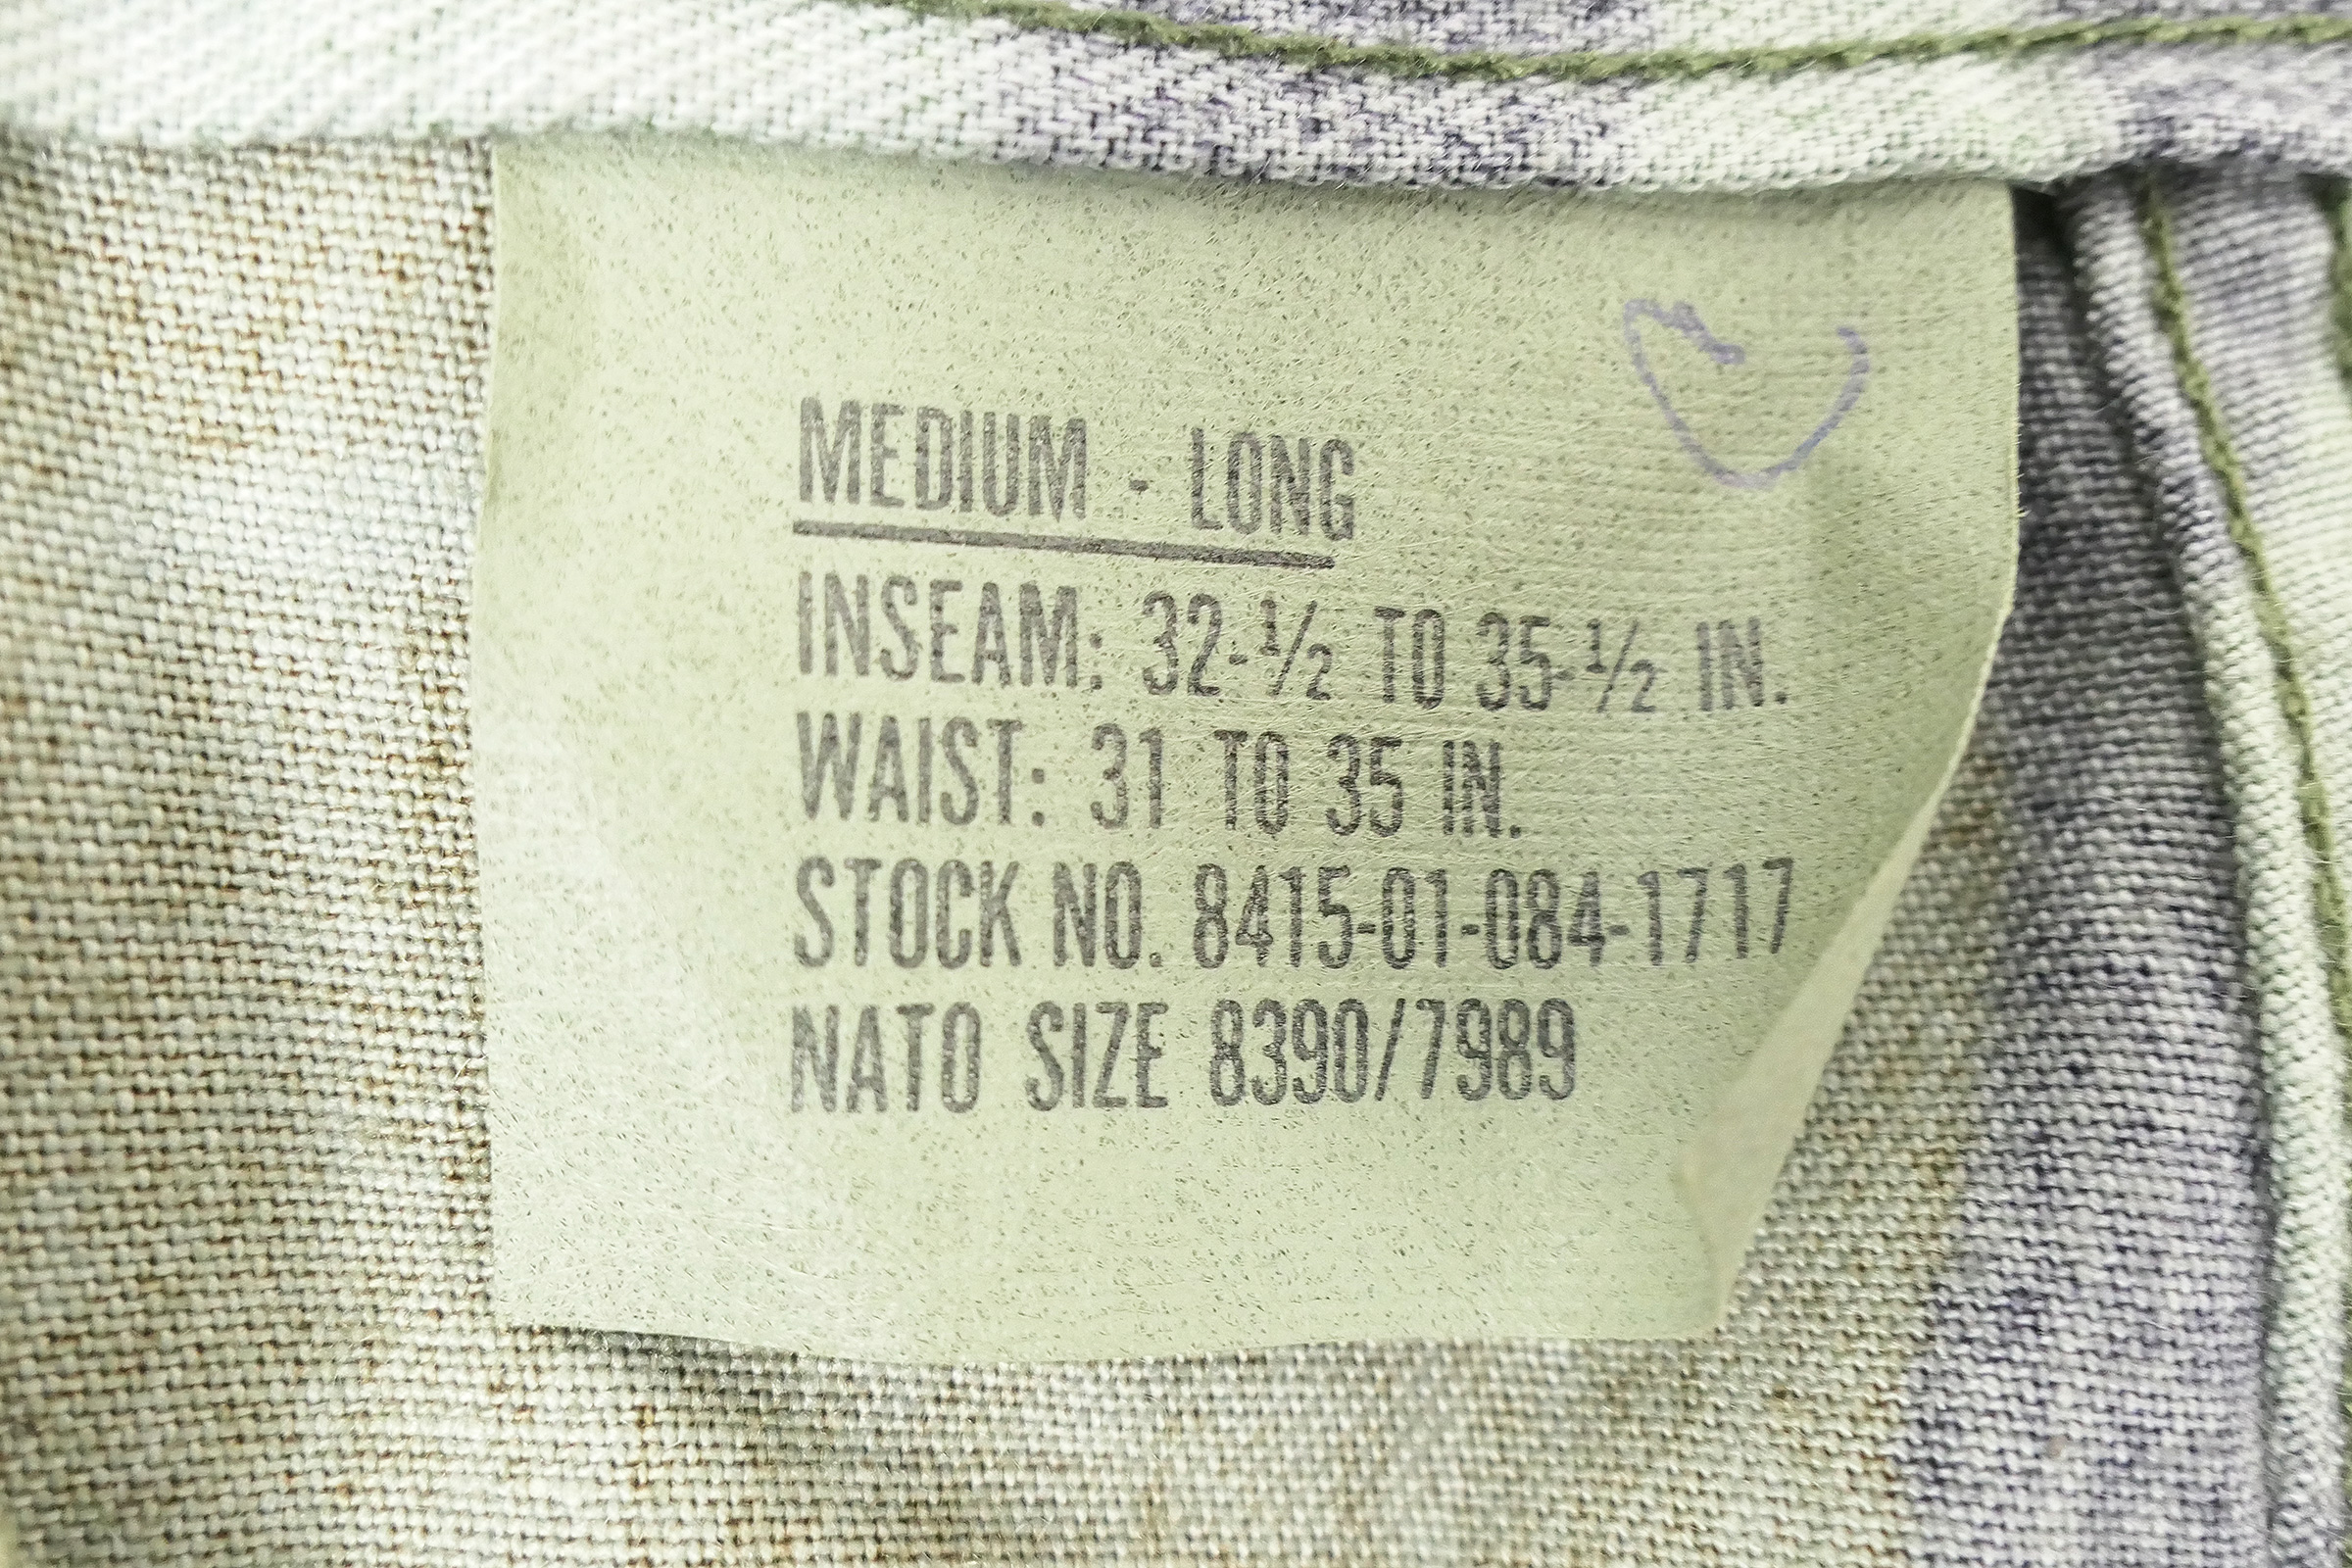 MEDIUM - LONG
INSEAM: 32-½ TO 35-½ IN.
WAIST: 31 TO 35 IN.
STOCK NO. 8415-01-084-1717
NATO SIZE 8390/7989